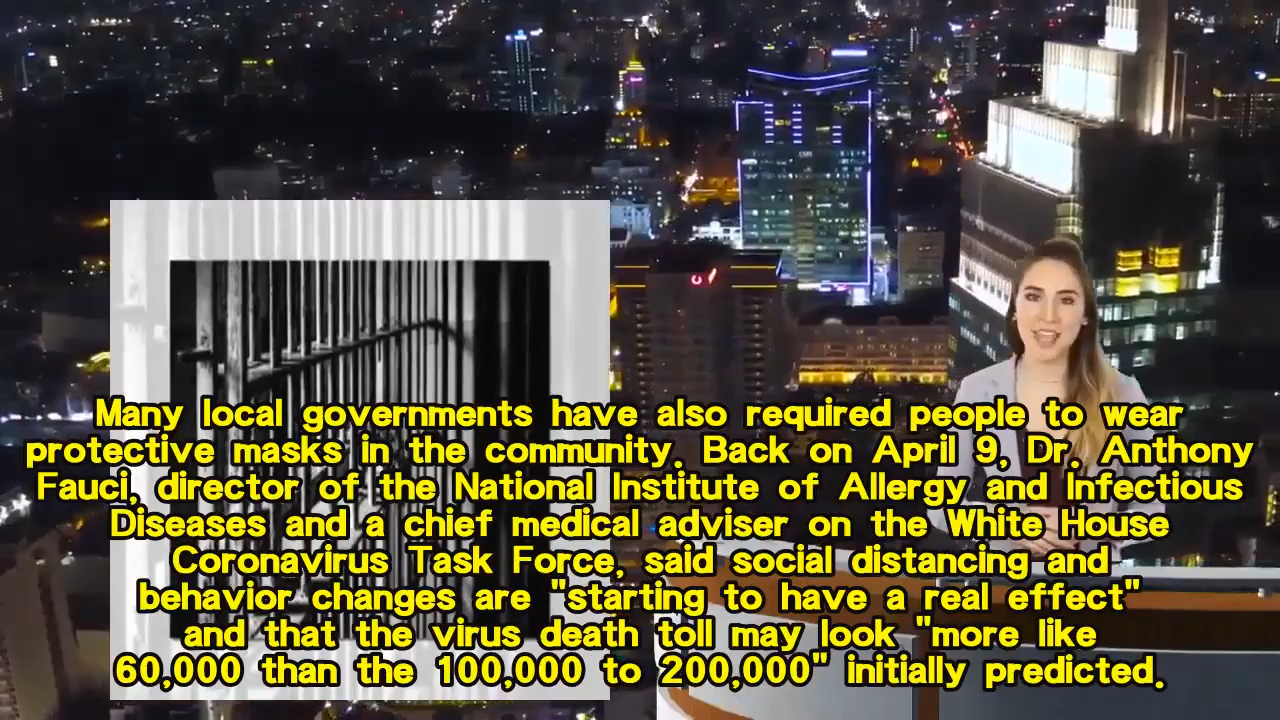 Many local governments have also required people to wear
protective masks in the community. Back on April 9, Dr. Anthony
Fauci, director of the National Institute of Allergy and Infectious
Diseases and a chief medical adviser on the White House
Coronavirus Task Force, said social distancing and
behavior changes are "starting to have a real effect"
and that the virus death toll may look "more like
60,000 than the 100,000 to 200,000" initially predicted.